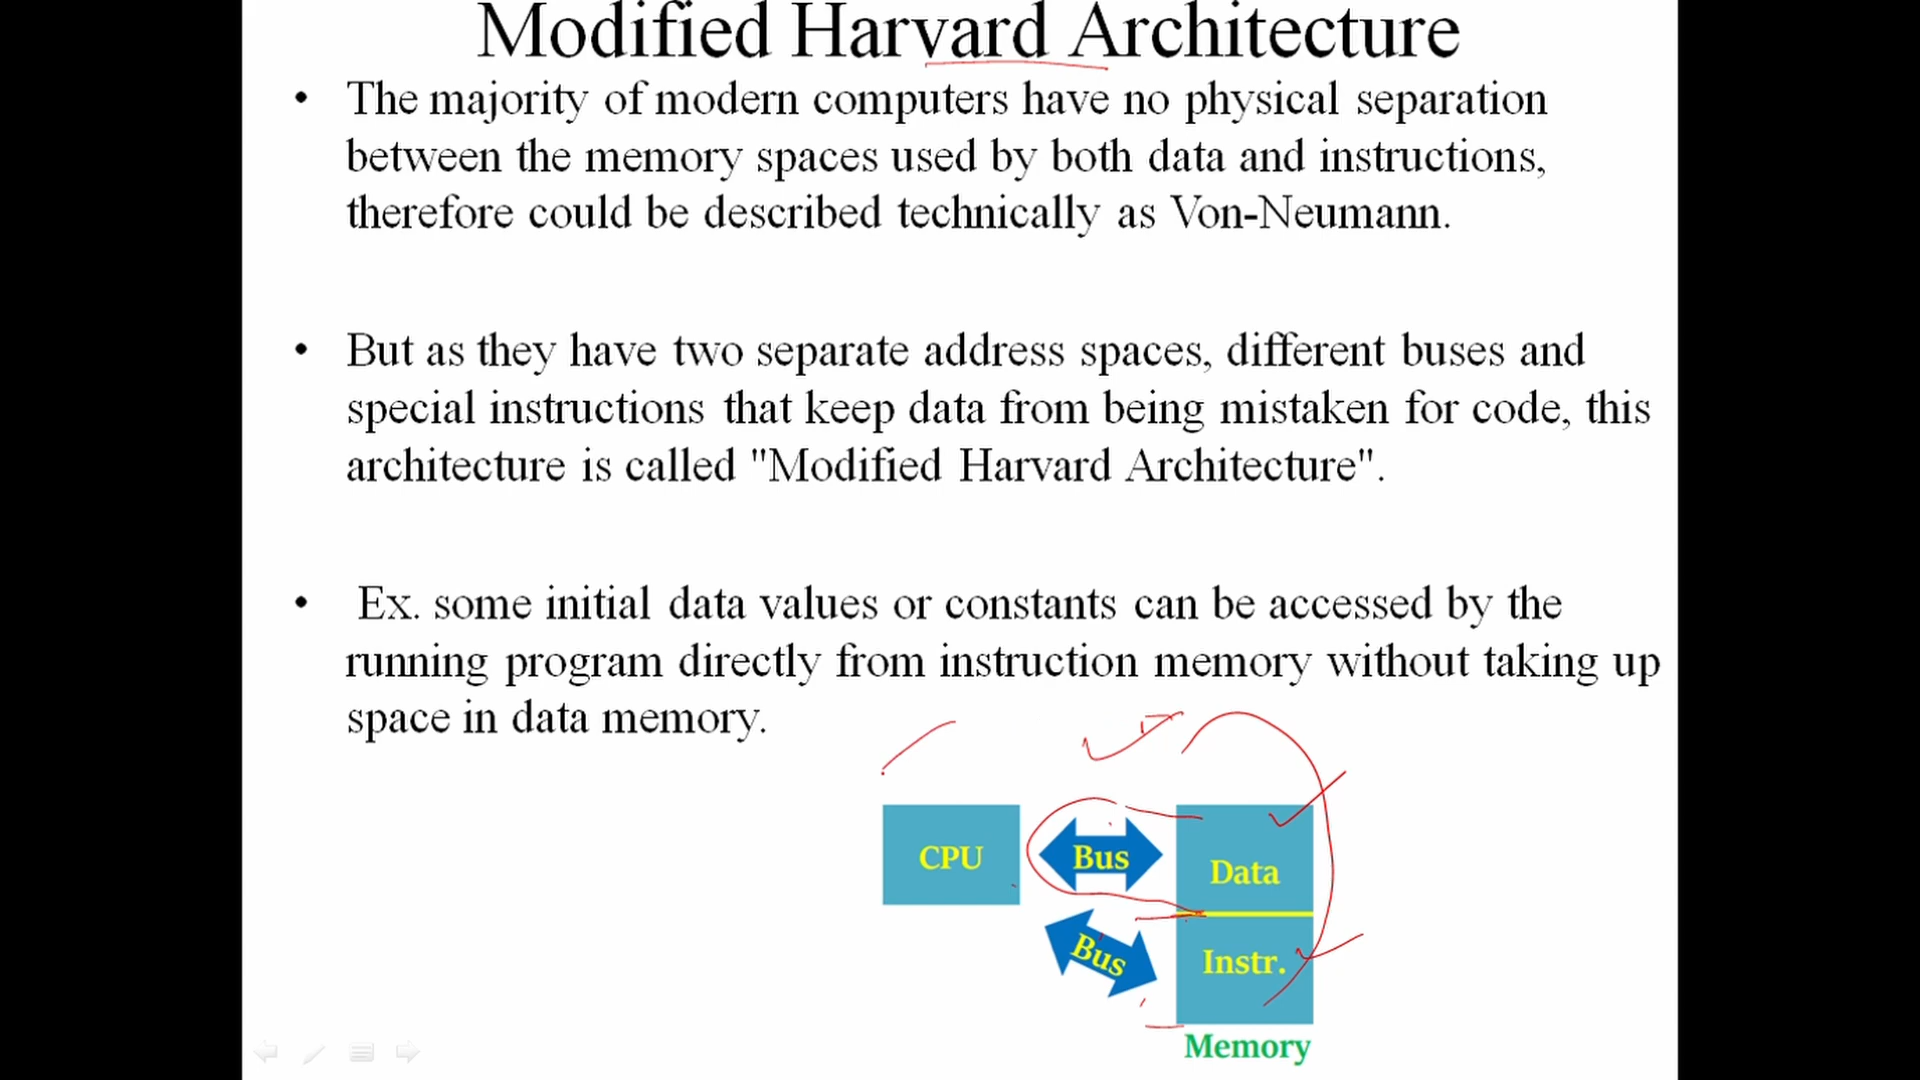 Modified Harvard Architecture
• The majority of modern computers have no physical separation
between the memory spaces used by both data and instructions,
therefore could be described technically as Von-Neumann.
• But as they have two separate address spaces, different buses and
special instructions that keep data from being mistaken for code, this
architecture is called "Modified Harvard Architecture".
• Ex. some initial data values or constants can be accessed by the
running program directly from instruction memory without taking up
space in data memory.
CPU
Bus
Data
Bus
Instr.
Memory